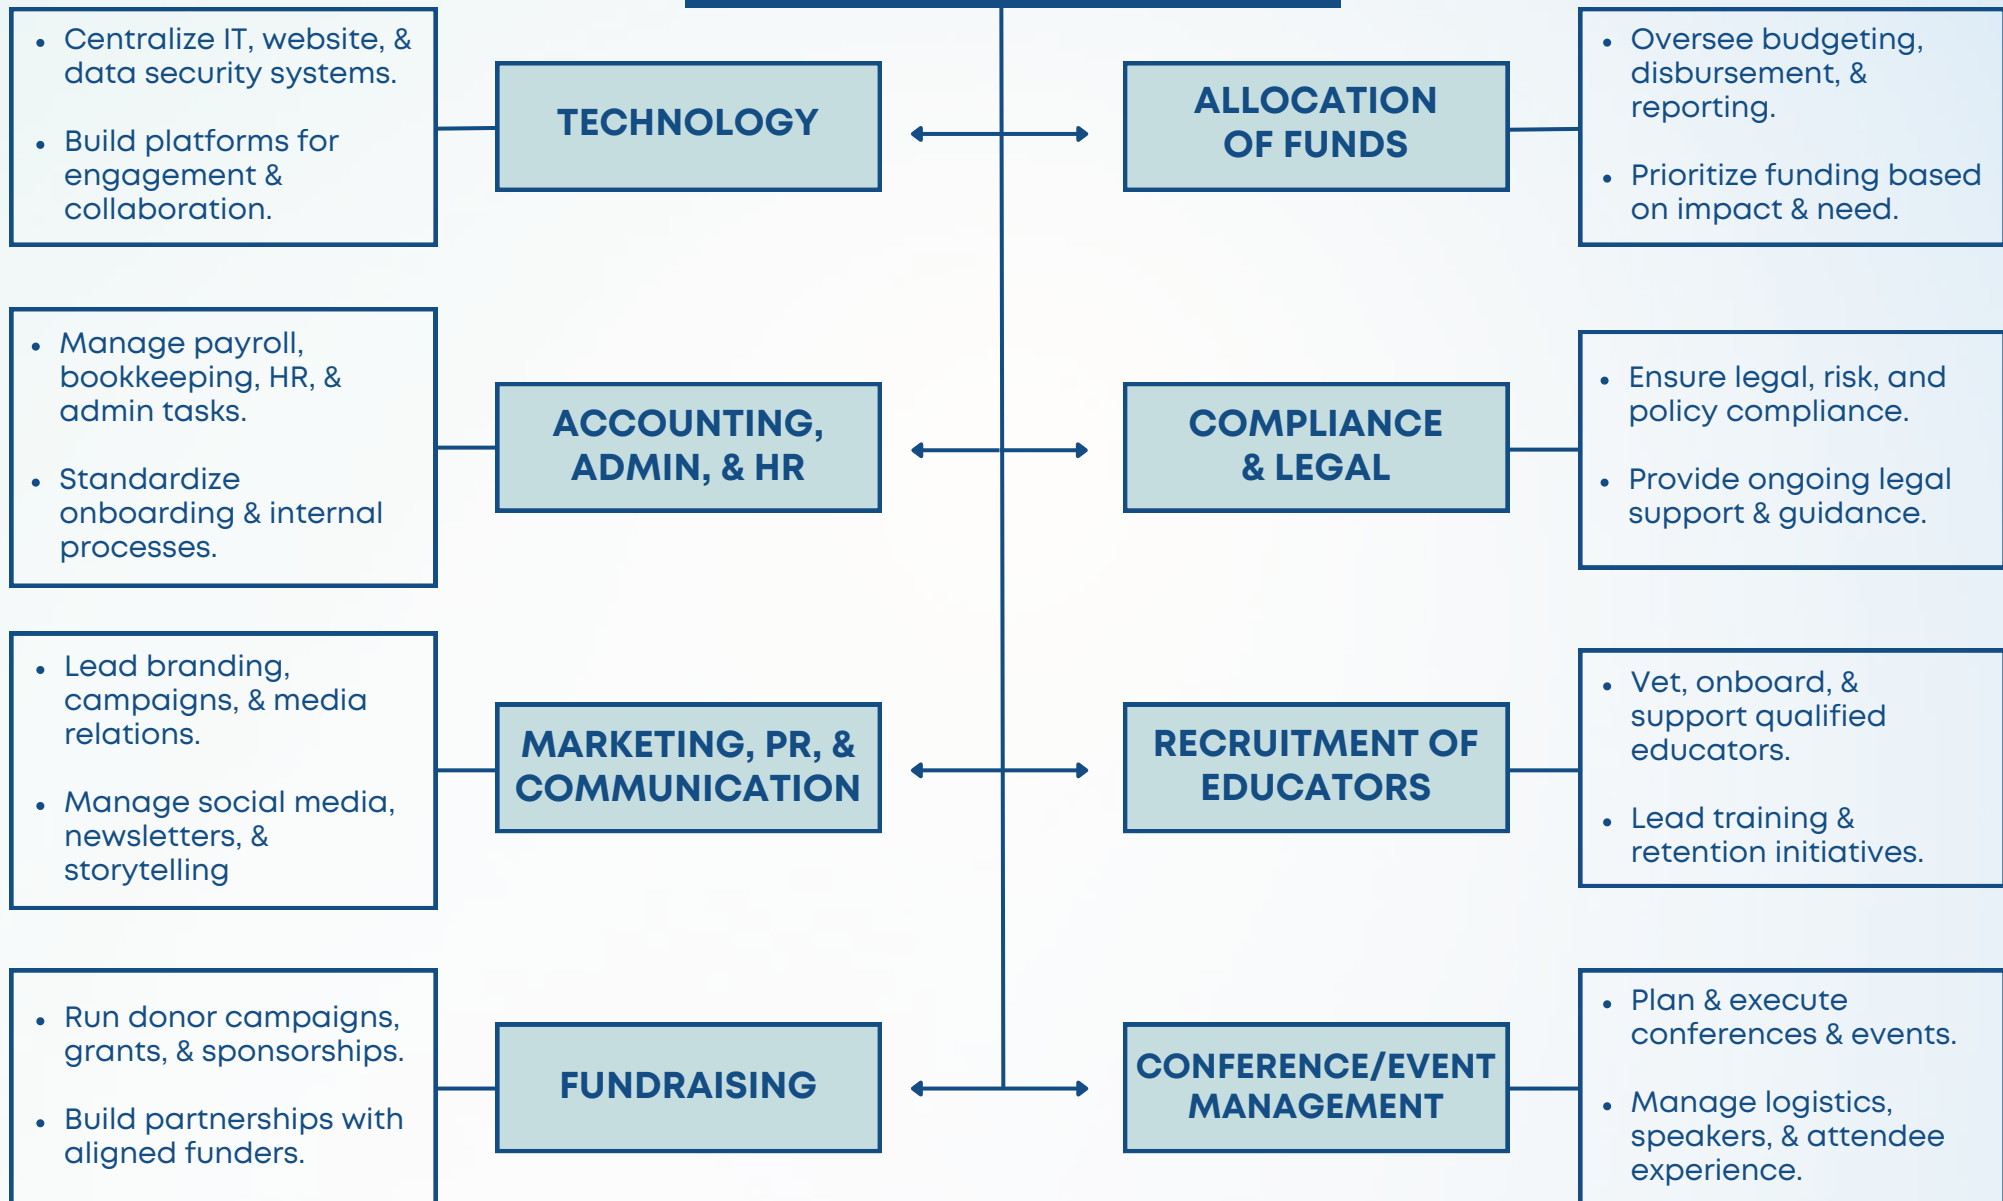 • Centralize IT, website, &
data security systems.
• Build platforms for
engagement &
collaboration.
TECHNOLOGY
ALLOCATION
OF FUNDS
• Oversee budgeting,
disbursement, &
reporting.
• Prioritize funding based
on impact & need.
• Manage payroll,
bookkeeping, HR, &
admin tasks.
• Standardize
onboarding & internal
processes.
ACCOUNTING,
ADMIN, & HR
COMPLIANCE
& LEGAL
• Ensure legal, risk, and
policy compliance.
• Provide ongoing legal
support & guidance.
• Lead branding,
campaigns, & media
relations.
• Manage social media,
newsletters, &
storytelling
MARKETING, PR, &
COMMUNICATION
RECRUITMENT OF
EDUCATORS
• Vet, onboard, &
support qualified
educators.
• Lead training &
retention initiatives.
• Run donor campaigns,
grants, & sponsorships.
• Build partnerships with
aligned funders.
FUNDRAISING
CONFERENCE/EVENT
MANAGEMENT
• Plan & execute
conferences & events.
• Manage logistics,
speakers, & attendee
experience.